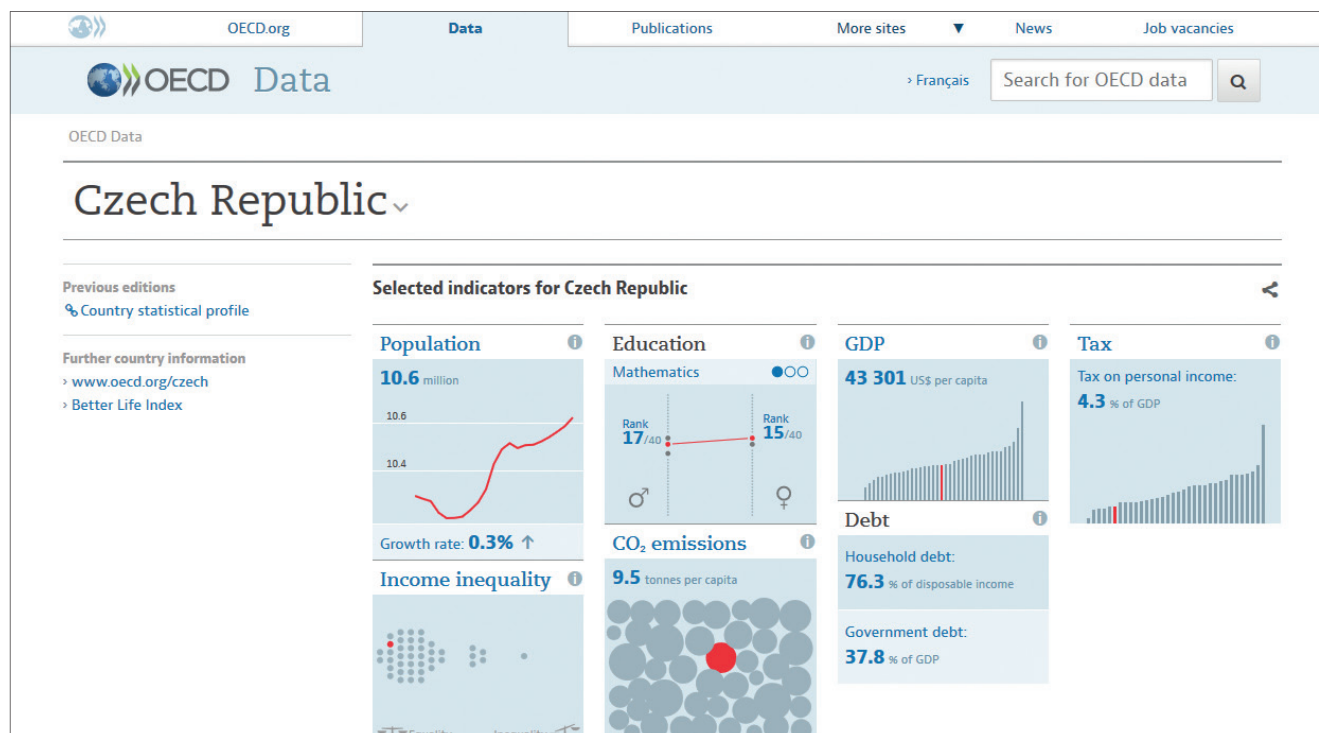 OECD.org
Data
Publications
More sites ▼
News
Job vacancies
OECD Data
› Français
Search for OECD data
OECD Data
Czech Republic
Previous editions
Country statistical profile
Further country information
› www.oecd.org/czech
› Better Life Index
Selected indicators for Czech Republic
Population
10.6 million
10.6
10.4
Growth rate: 0.3% ↑
Income inequality
Equality
Inequality
Education
Mathematics
Rank
17/40
Rank
15/40
♂ ♀
CO₂ emissions
9.5 tonnes per capita
GDP
43 301 US$ per capita
Debt
Household debt:
76.3 % of disposable income
Government debt:
37.8 % of GDP
Tax
Tax on personal income:
4.3 % of GDP